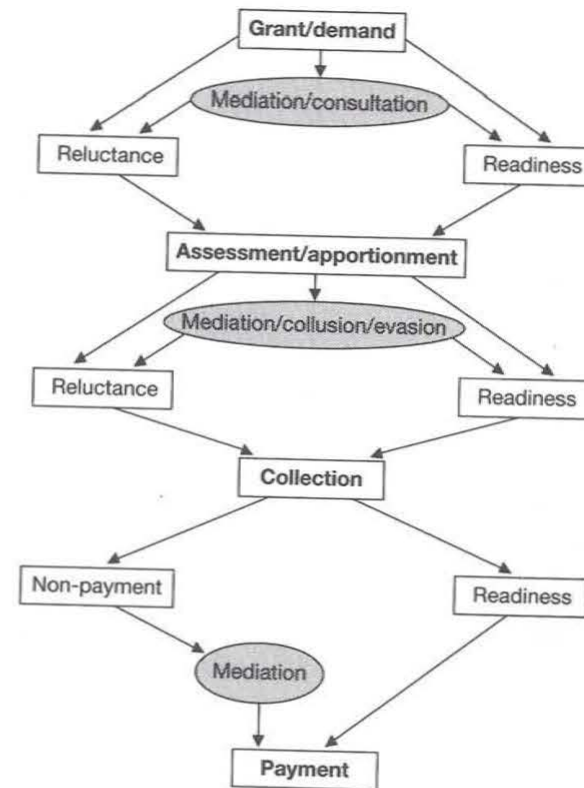 Grant/demand
Mediation/consultation
Reluctance
Readiness
Assessment/apportionment
Mediation/collusion/evasion
Reluctance
Readiness
Collection
Non-payment
Readiness
Mediation
Payment